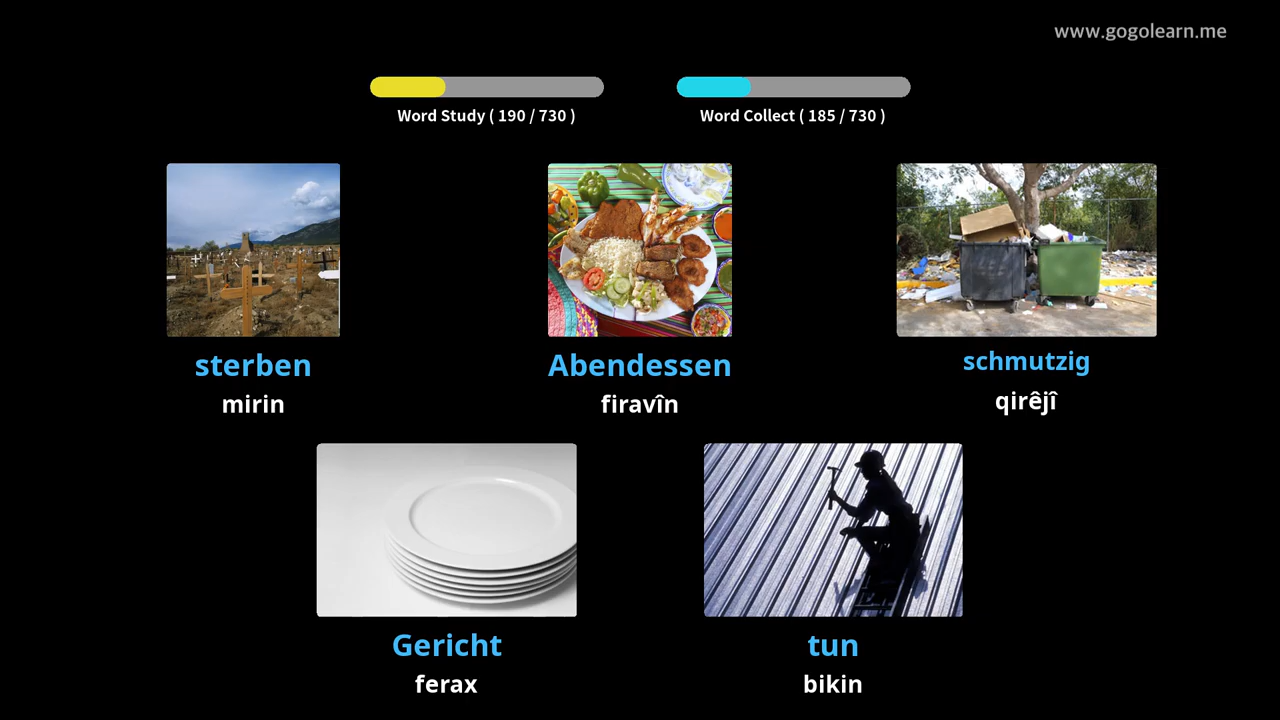 www.gogolearn.me
Word Study ( 190 / 730 )
Word Collect ( 185 / 730 )
sterben
mirin
Abendessen
firavîn
schmutzig
qirêjî
Gericht
ferax
tun
bikin